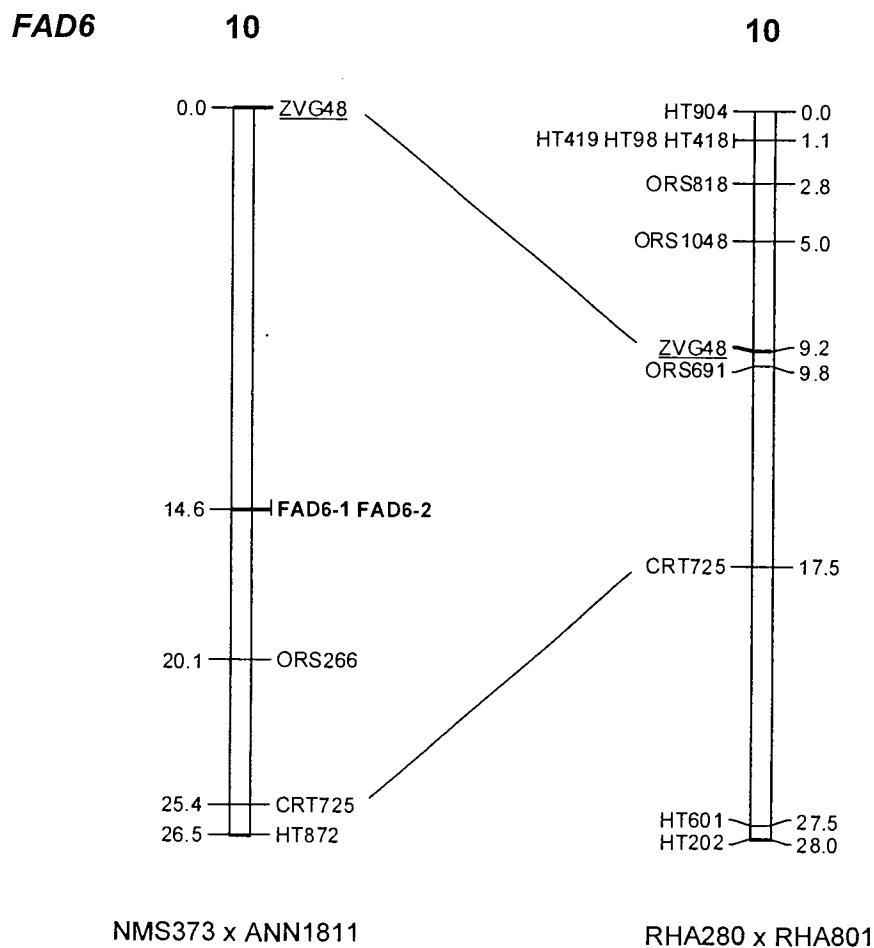 FAD6 10 10
0.0 ZVG48
HT904 0.0
HT419 HT98 HT418 1.1
ORS818 2.8
ORS1048 5.0
ZVG48 9.2
ORS691 9.8
14.6 FAD6-1 FAD6-2
CRT725 17.5
20.1 ORS266
25.4 CRT725
26.5 HT872
HT601 27.5
HT202 28.0
NMS373 x ANN1811
RHA280 x RHA801